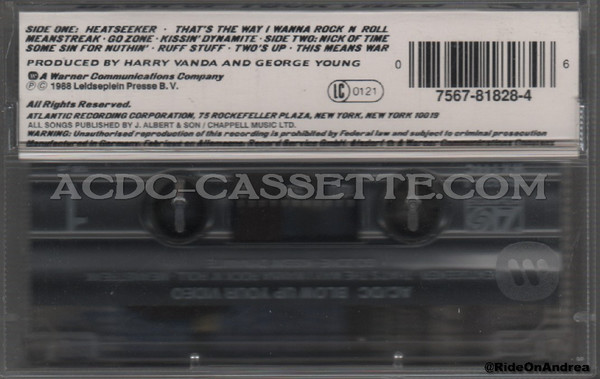 SIDE ONE: HEATSEEKER · THAT'S THE WAY I WANNA ROCK N ROLL
MEANSTREAK · GO ZONE · KISSIN' DYNAMITE · SIDE TWO: NICK OF TIME
SOME SIN FOR NUTHIN' · RUFF STUFF · TWO'S UP · THIS MEANS WAR
PRODUCED BY HARRY VANDA AND GEORGE YOUNG
A Warner Communications Company
Ⓟ © 1988 Leidseplein Presse B.V.
LC 0121
0 6
7567-81828-4
All Rights Reserved.
ATLANTIC RECORDING CORPORATION, 75 ROCKEFELLER PLAZA, NEW YORK, NEW YORK 10019
ALL SONGS PUBLISHED BY J. ALBERT & SON / CHAPPELL MUSIC LTD.
WARNING: Unauthorised reproduction of this recording is prohibited by Federal law and subject to criminal prosecution
Manufactured in Germany.
ACDC-CASSETTE.COM
AC/DC BLOW UP YOUR VIDEO
@RideOnAndrea